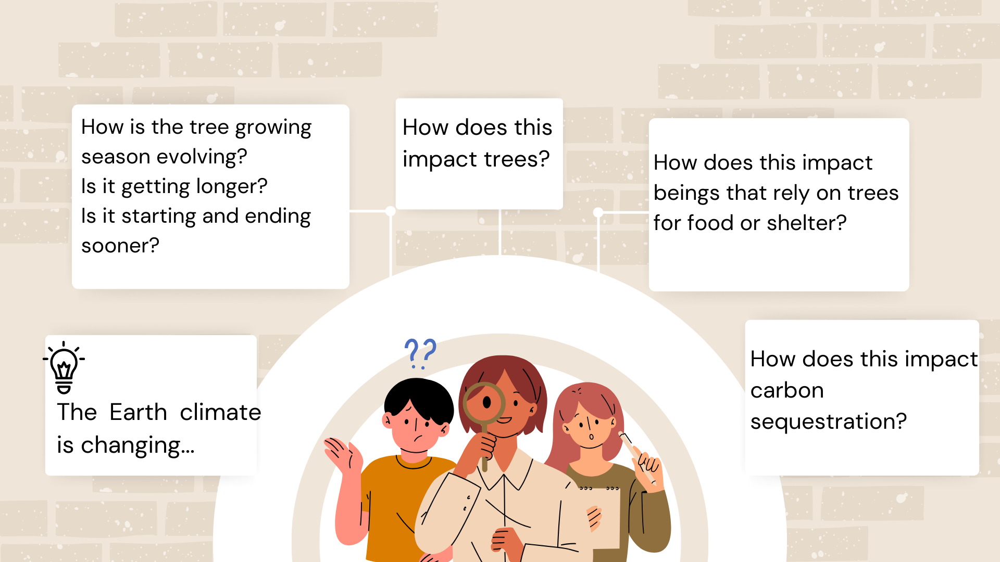 How is the tree growing
season evolving?
Is it getting longer?
Is it starting and ending
sooner?
How does this
impact trees?
How does this impact
beings that rely on trees
for food or shelter?
The Earth climate
is changing...
How does this impact
carbon
sequestration?
??